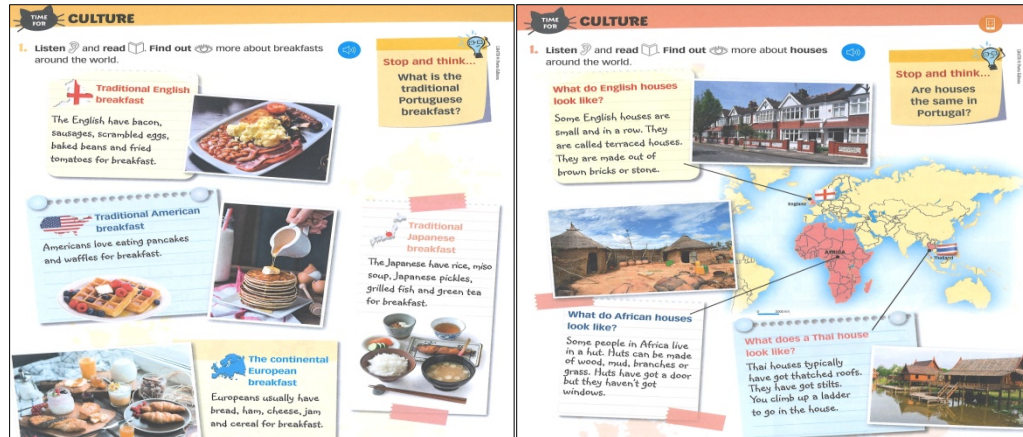 TIME FOR CULTURE
1. Listen and read. Find out more about breakfasts
around the world.
Stop and think...
What is the
traditional
Portuguese
breakfast?
Traditional English
breakfast
The English have bacon,
sausages, scrambled eggs,
baked beans and fried
tomatoes for breakfast.
Traditional American
breakfast
Americans love eating pancakes
and waffles for breakfast.
Traditional
Japanese
breakfast
The Japanese have rice, miso
soup, Japanese pickles,
grilled fish and green tea
for breakfast.
The continental
European
breakfast
Europeans usually have
bread, ham, cheese, jam
and cereal for breakfast.
TIME FOR CULTURE
1. Listen and read. Find out more about houses
around the world.
Stop and think...
Are houses
the same in
Portugal?
What do English houses
look like?
Some English houses are
small and in a row. They
are called terraced houses.
They are made out of
brown bricks or stone.
England
AFRICA
Thailand
What do African houses
look like?
Some people in Africa live
in a hut. Huts can be made
of wood, mud, branches or
grass. Huts have got a door
but they haven't got
windows.
What does a Thai house
look like?
Thai houses typically
have got thatched roofs.
They have got stilts.
You climb up a ladder
to go in the house.